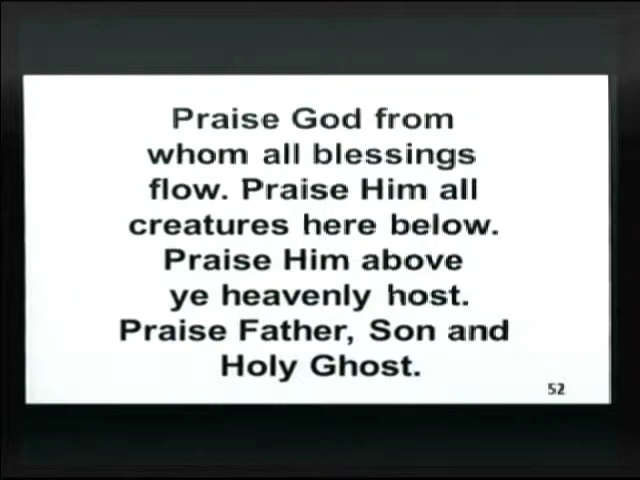 Praise God from
whom all blessings
flow. Praise Him all
creatures here below.
Praise Him above
ye heavenly host.
Praise Father, Son and
Holy Ghost.
52